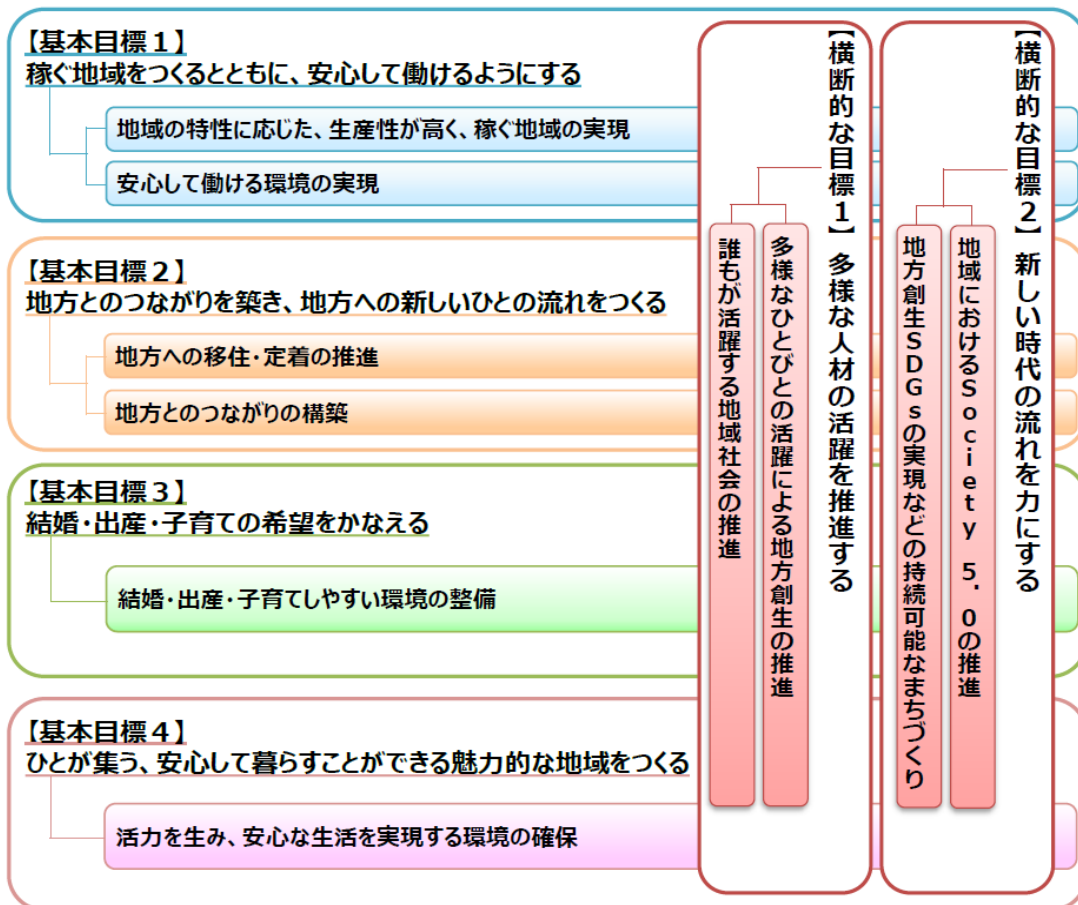 【基本目標１】
稼ぐ地域をつくるとともに、安心して働けるようにする
地域の特性に応じた、生産性が高く、稼ぐ地域の実現
安心して働ける環境の実現
【基本目標２】
地方とのつながりを築き、地方への新しいひとの流れをつくる
地方への移住・定着の推進
地方とのつながりの構築
【基本目標３】
結婚・出産・子育ての希望をかなえる
結婚・出産・子育てしやすい環境の整備
【基本目標４】
ひとが集う、安心して暮らすことができる魅力的な地域をつくる
活力を生み、安心な生活を実現する環境の確保
【横断的な目標１】多様な人材の活躍を推進する
多様なひとびとの活躍による地方創生の推進
誰もが活躍する地域社会の推進
【横断的な目標２】新しい時代の流れを力にする
地域におけるSociety 5.0の推進
地方創生SDGsの実現などの持続可能なまちづくり